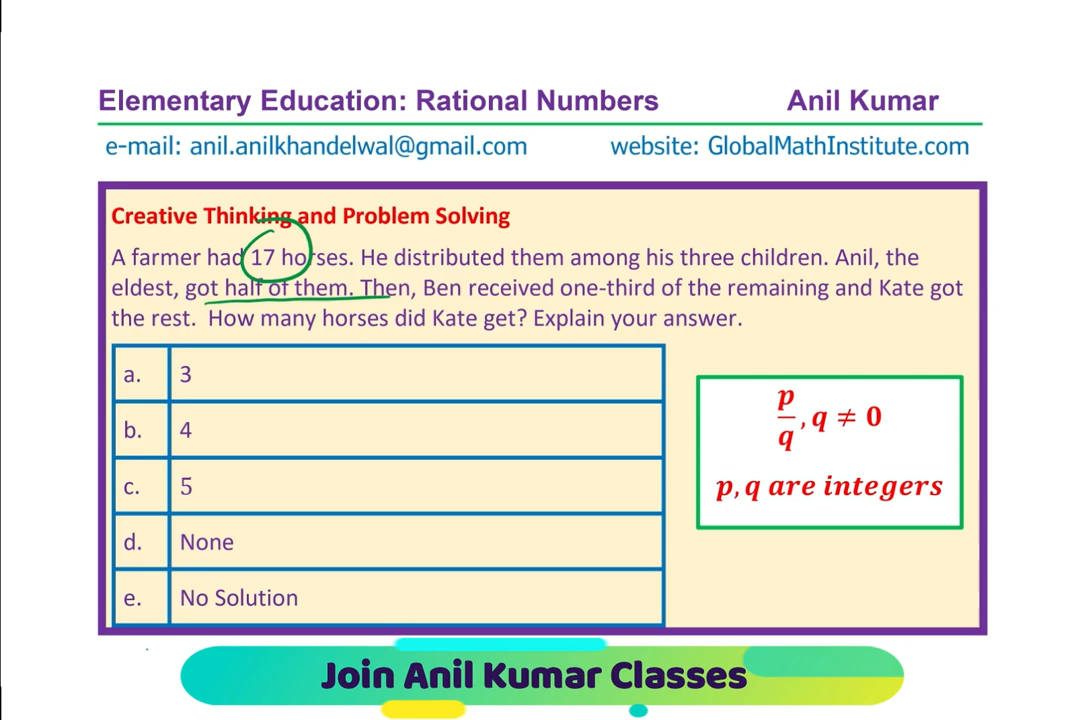 Elementary Education: Rational Numbers Anil Kumar
e-mail: anil.anilkhandelwal@gmail.com website: GlobalMathInstitute.com
Creative Thinking and Problem Solving
A farmer had 17 horses. He distributed them among his three children. Anil, the
eldest, got half of them. Then, Ben received one-third of the remaining and Kate got
the rest. How many horses did Kate get? Explain your answer.
a. 3
b. 4
c. 5
d. None
e. No Solution
p/q, q ≠ 0
p, q are integers
Join Anil Kumar Classes